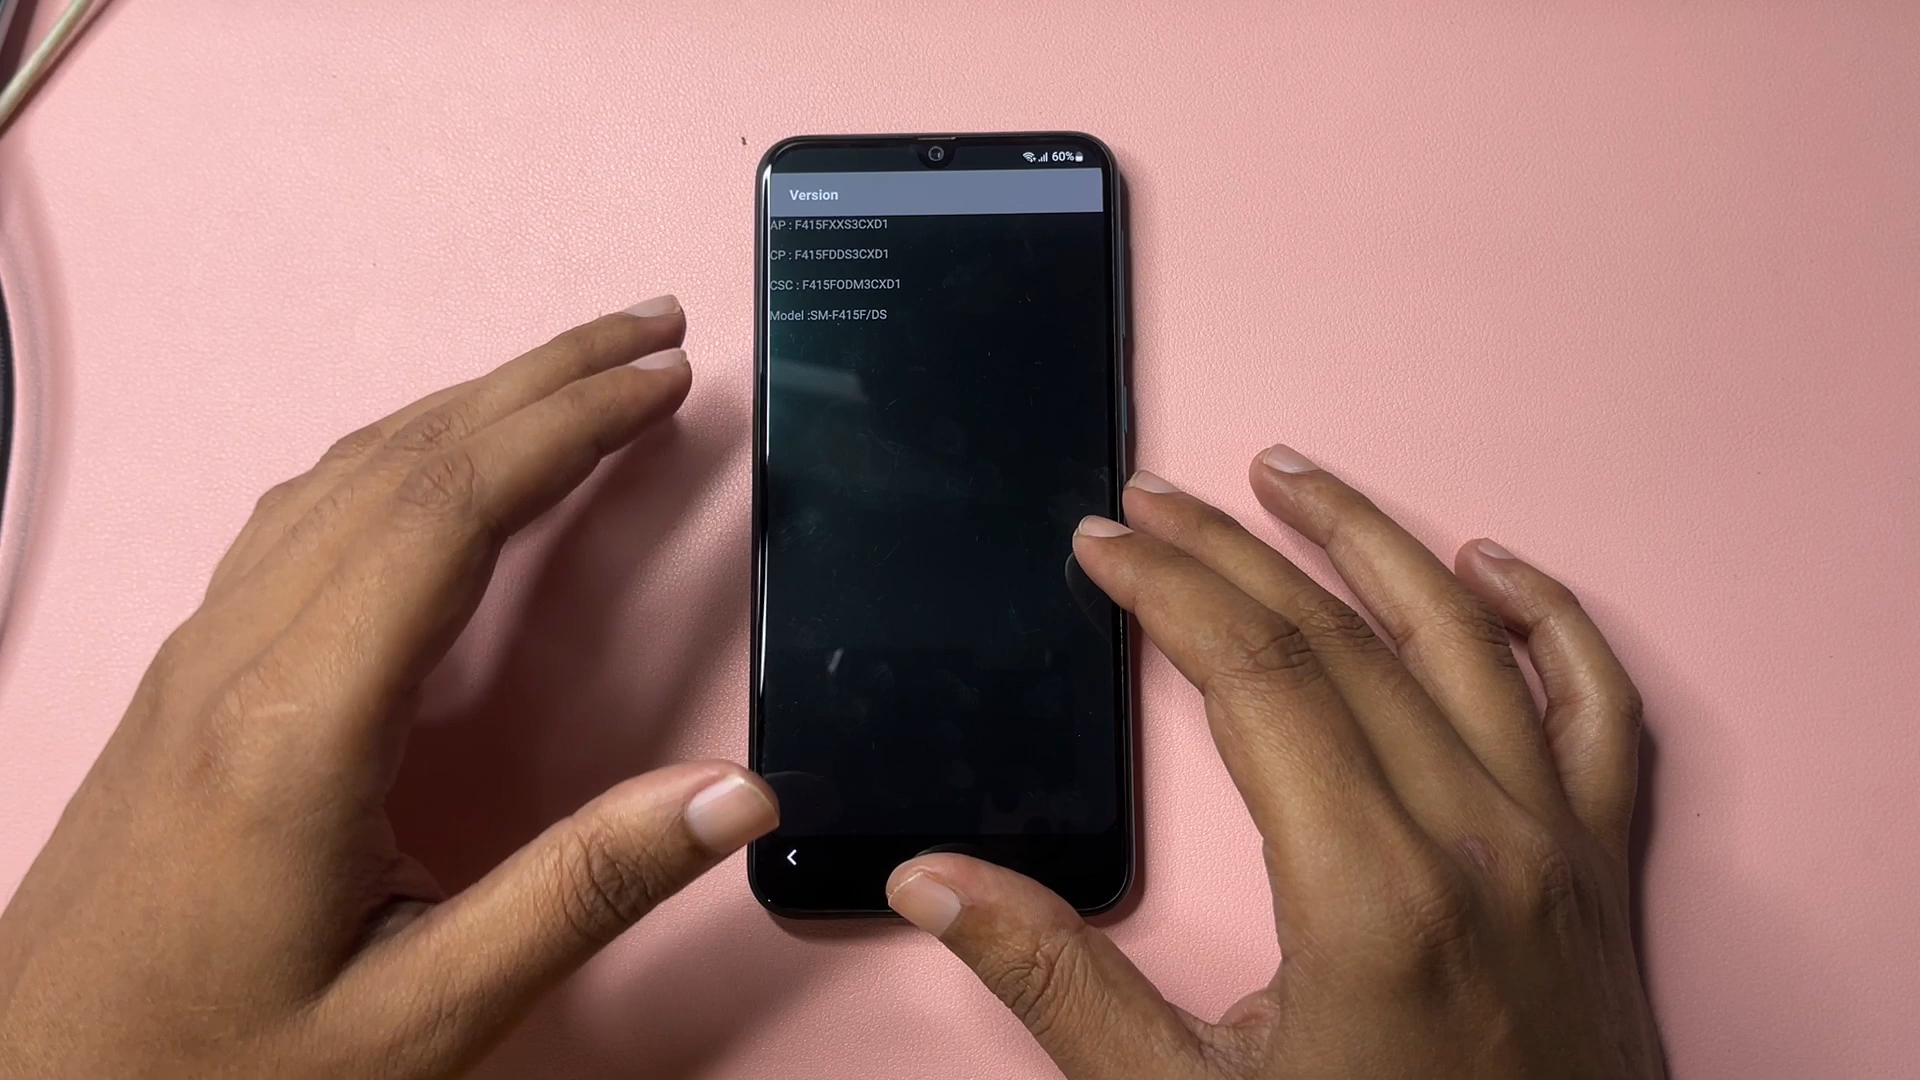 60%
Version
AP : F415FXXS3CXD1
CP : F415FDDS3CXD1
CSC : F415FODM3CXD1
Model :SM-F415F/DS